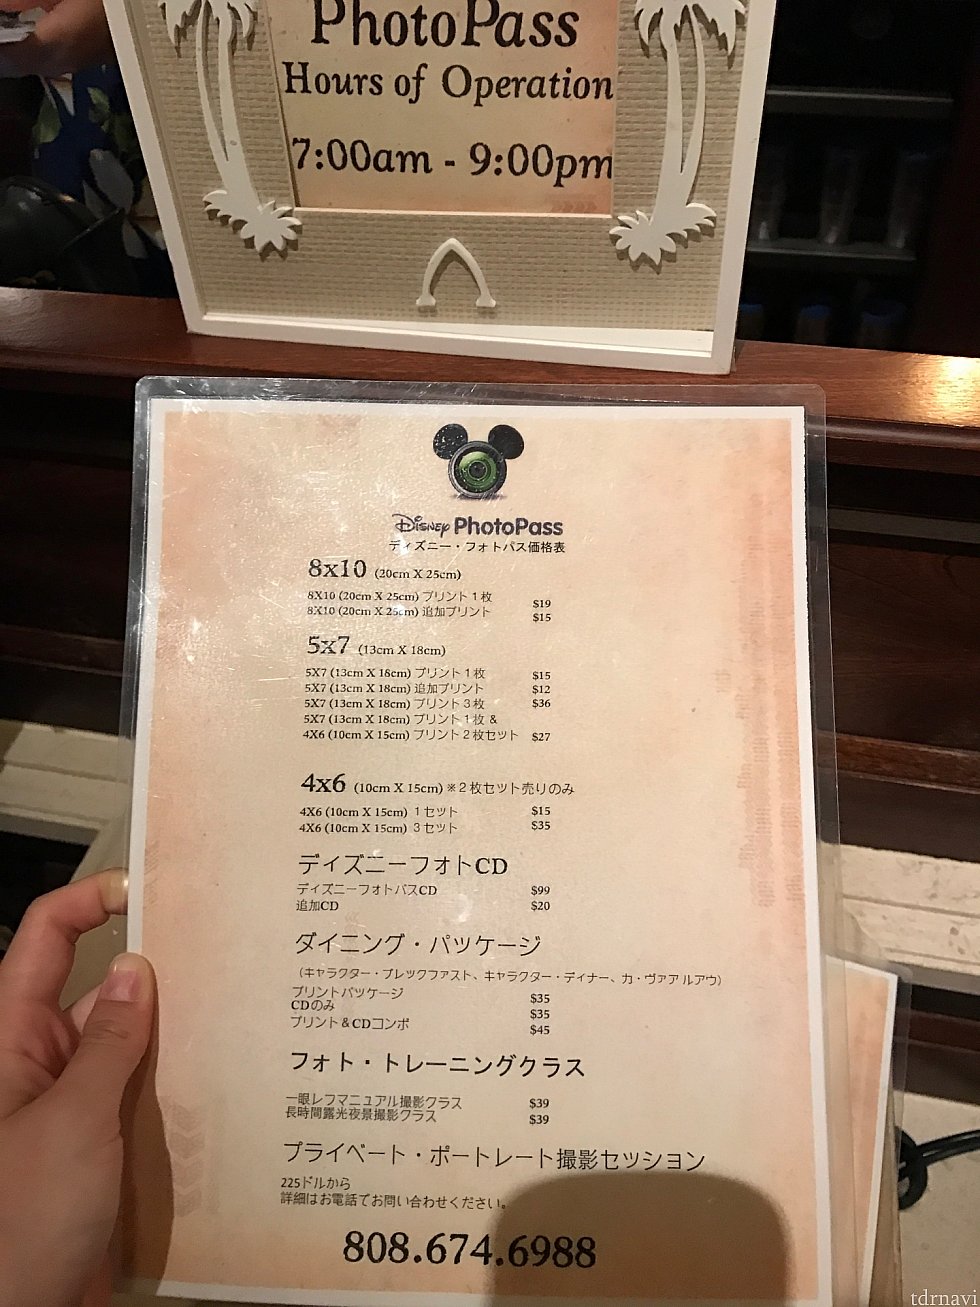 PhotoPass
Hours of Operation
7:00am - 9:00pm
Disney PhotoPass
ディズニー・フォトパス価格表
8x10 (20cm X 25cm)
8X10 (20cm X 25cm) プリント1枚 $19
8X10 (20cm X 25cm) 追加プリント $15
5x7 (13cm X 18cm)
5X7 (13cm X 18cm) プリント1枚 $15
5X7 (13cm X 18cm) 追加プリント $12
5X7 (13cm X 18cm) プリント3枚 $36
5X7 (13cm X 18cm) プリント1枚 &
4X6 (10cm X 15cm) プリント2枚セット $27
4x6 (10cm X 15cm) ※2枚セット売りのみ
4X6 (10cm X 15cm) 1セット $15
4X6 (10cm X 15cm) 3セット $35
ディズニーフォトCD
ディズニーフォトパスCD $99
追加CD $20
ダイニング・パッケージ
(キャラクター・ブレックファスト、キャラクター・ディナー、カ・ヴァアルアウ)
プリントパッケージ $35
CDのみ $35
プリント&CDコンボ $45
フォト・トレーニングクラス
一眼レフマニュアル撮影クラス $39
長時間露光夜景撮影クラス $39
プライベート・ポートレート撮影セッション
225ドルから
詳細はお電話でお問い合わせください。
808.674.6988
tdrnavi